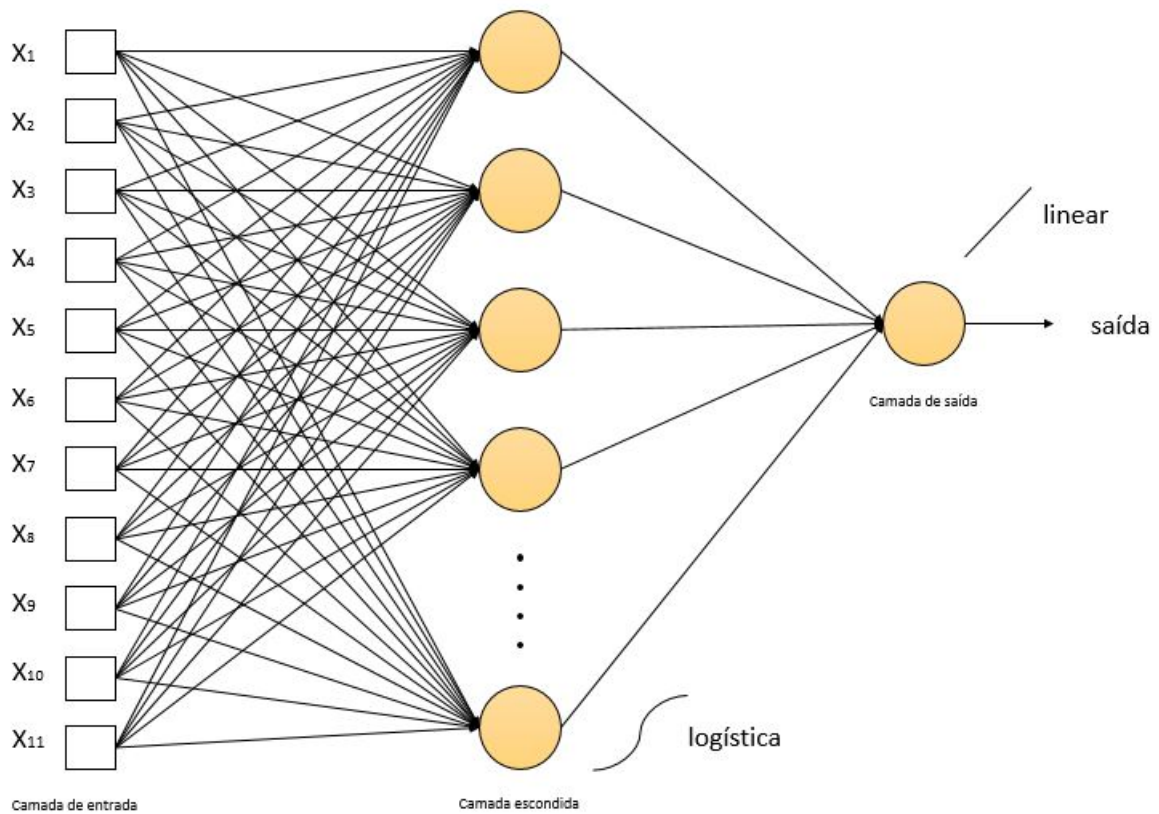 X₁
X₂
X₃
X₄
X₅
X₆
X₇
X₈
X₉
X₁₀
X₁₁
linear
saída
Camada de saída
logística
Camada de entrada
Camada escondida